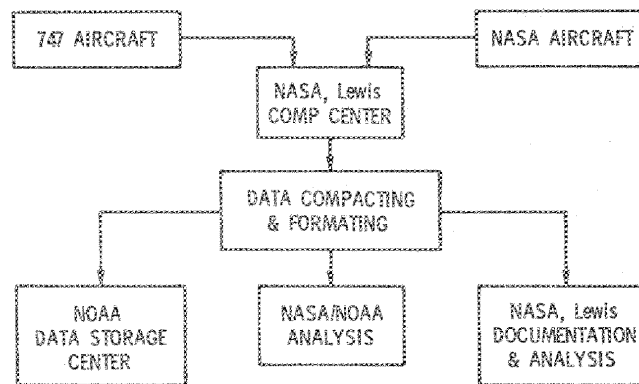 747 AIRCRAFT
NASA AIRCRAFT
NASA, Lewis
COMP CENTER
DATA COMPACTING
& FORMATING
NOAA
DATA STORAGE
CENTER
NASA/NOAA
ANALYSIS
NASA, Lewis
DOCUMENTATION
& ANALYSIS